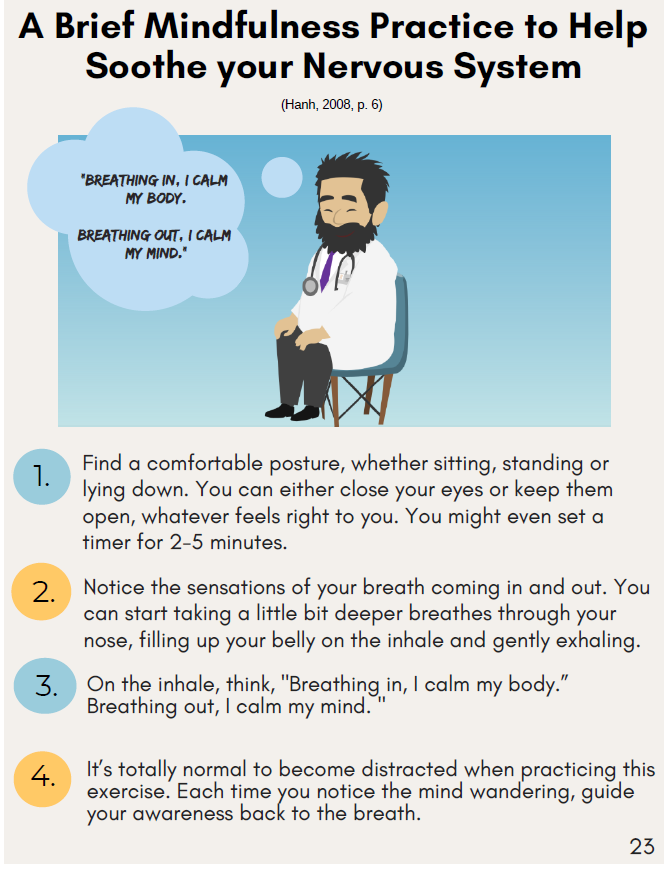 A Brief Mindfulness Practice to Help
Soothe your Nervous System
(Hanh, 2008, p. 6)
"BREATHING IN, I CALM
MY BODY.
BREATHING OUT, I CALM
MY MIND."
1. Find a comfortable posture, whether sitting, standing or
lying down. You can either close your eyes or keep them
open, whatever feels right to you. You might even set a
timer for 2-5 minutes.
2. Notice the sensations of your breath coming in and out. You
can start taking a little bit deeper breathes through your
nose, filling up your belly on the inhale and gently exhaling.
3. On the inhale, think, "Breathing in, I calm my body.”
Breathing out, I calm my mind. "
4. It’s totally normal to become distracted when practicing this
exercise. Each time you notice the mind wandering, guide
your awareness back to the breath.
23